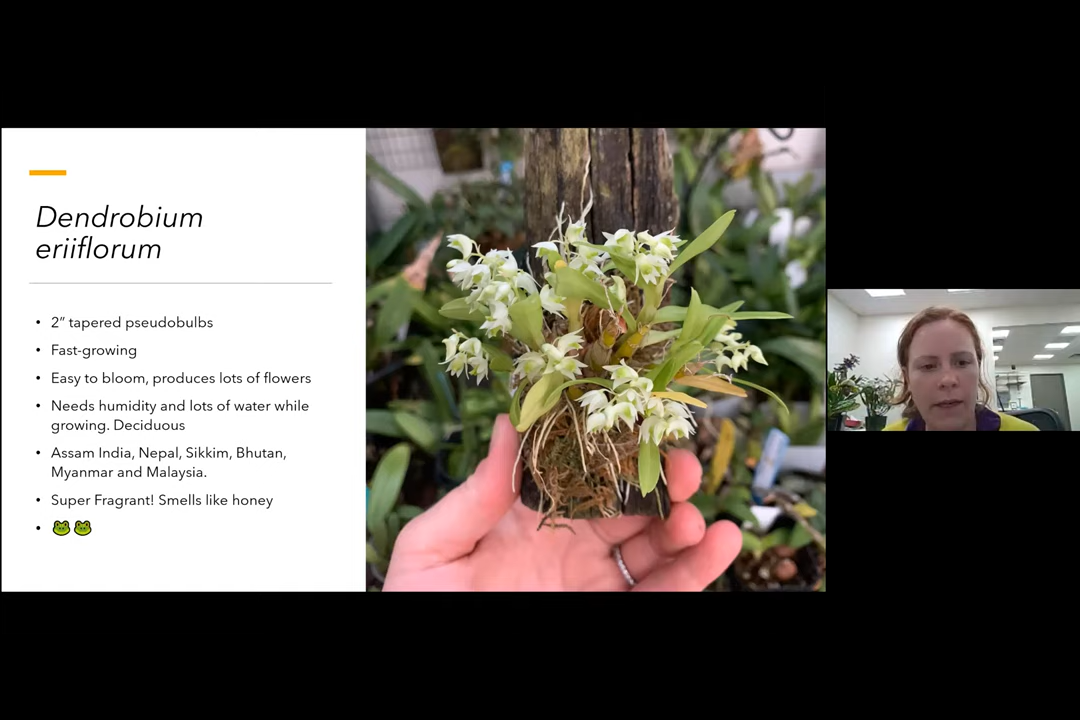 Dendrobium
eriiflorum
• 2” tapered pseudobulbs
• Fast-growing
• Easy to bloom, produces lots of flowers
• Needs humidity and lots of water while
growing. Deciduous
• Assam India, Nepal, Sikkim, Bhutan,
Myanmar and Malaysia.
• Super Fragrant! Smells like honey
• 🐸🐸